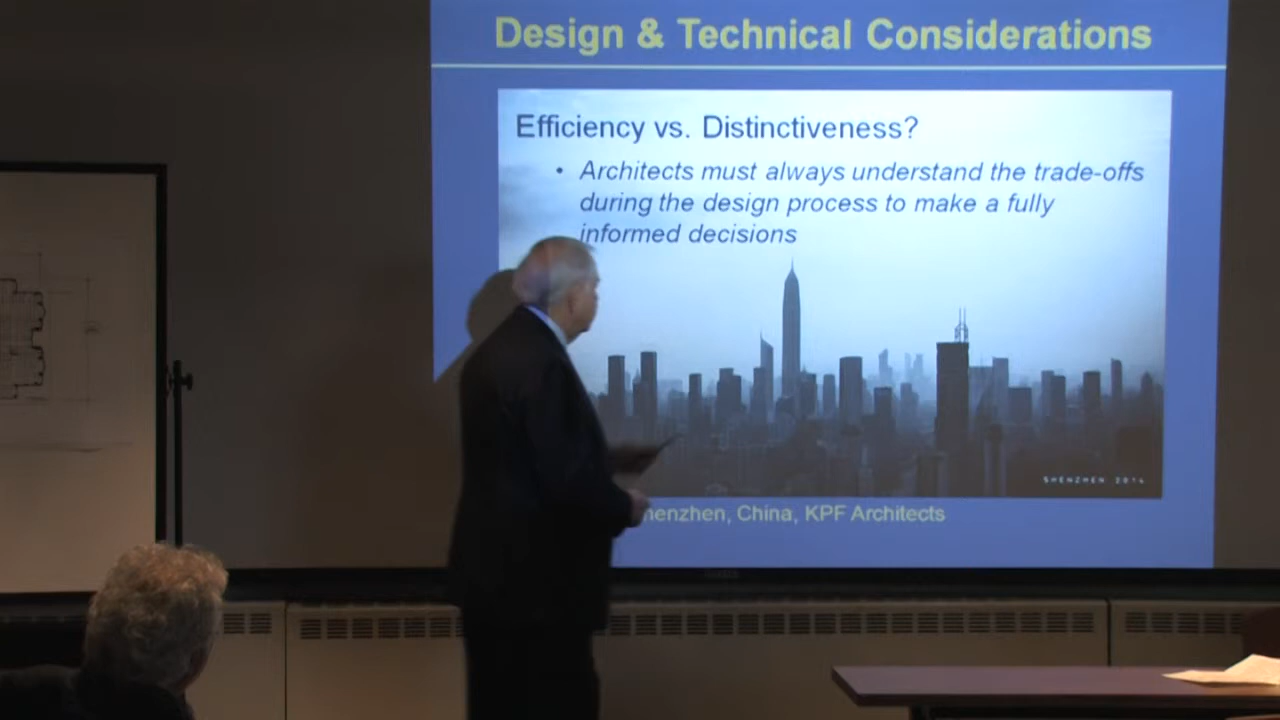 Design & Technical Considerations
Efficiency vs. Distinctiveness?
• Architects must always understand the trade-offs
during the design process to make a fully
informed decisions
SHENZHEN 2014
henzhen, China, KPF Architects